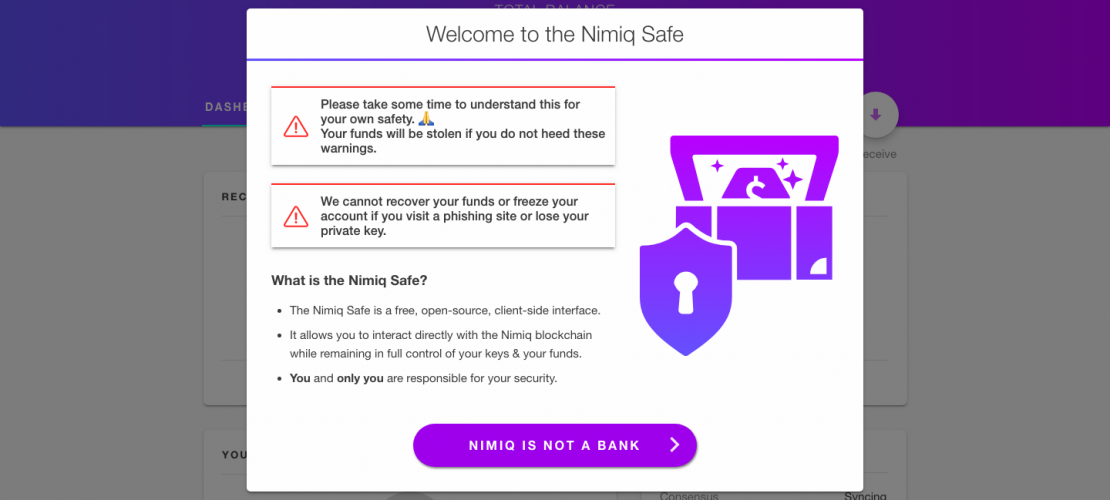 TOTAL BALANCE
Welcome to the Nimiq Safe
DASHB
Please take some time to understand this for
your own safety. 🙏
Your funds will be stolen if you do not heed these
warnings.
eceive
REC
We cannot recover your funds or freeze your
account if you visit a phishing site or lose your
private key.
What is the Nimiq Safe?
• The Nimiq Safe is a free, open-source, client-side interface.
• It allows you to interact directly with the Nimiq blockchain
while remaining in full control of your keys & your funds.
• You and only you are responsible for your security.
NIMIQ IS NOT A BANK
YOU
Consensus
Syncing